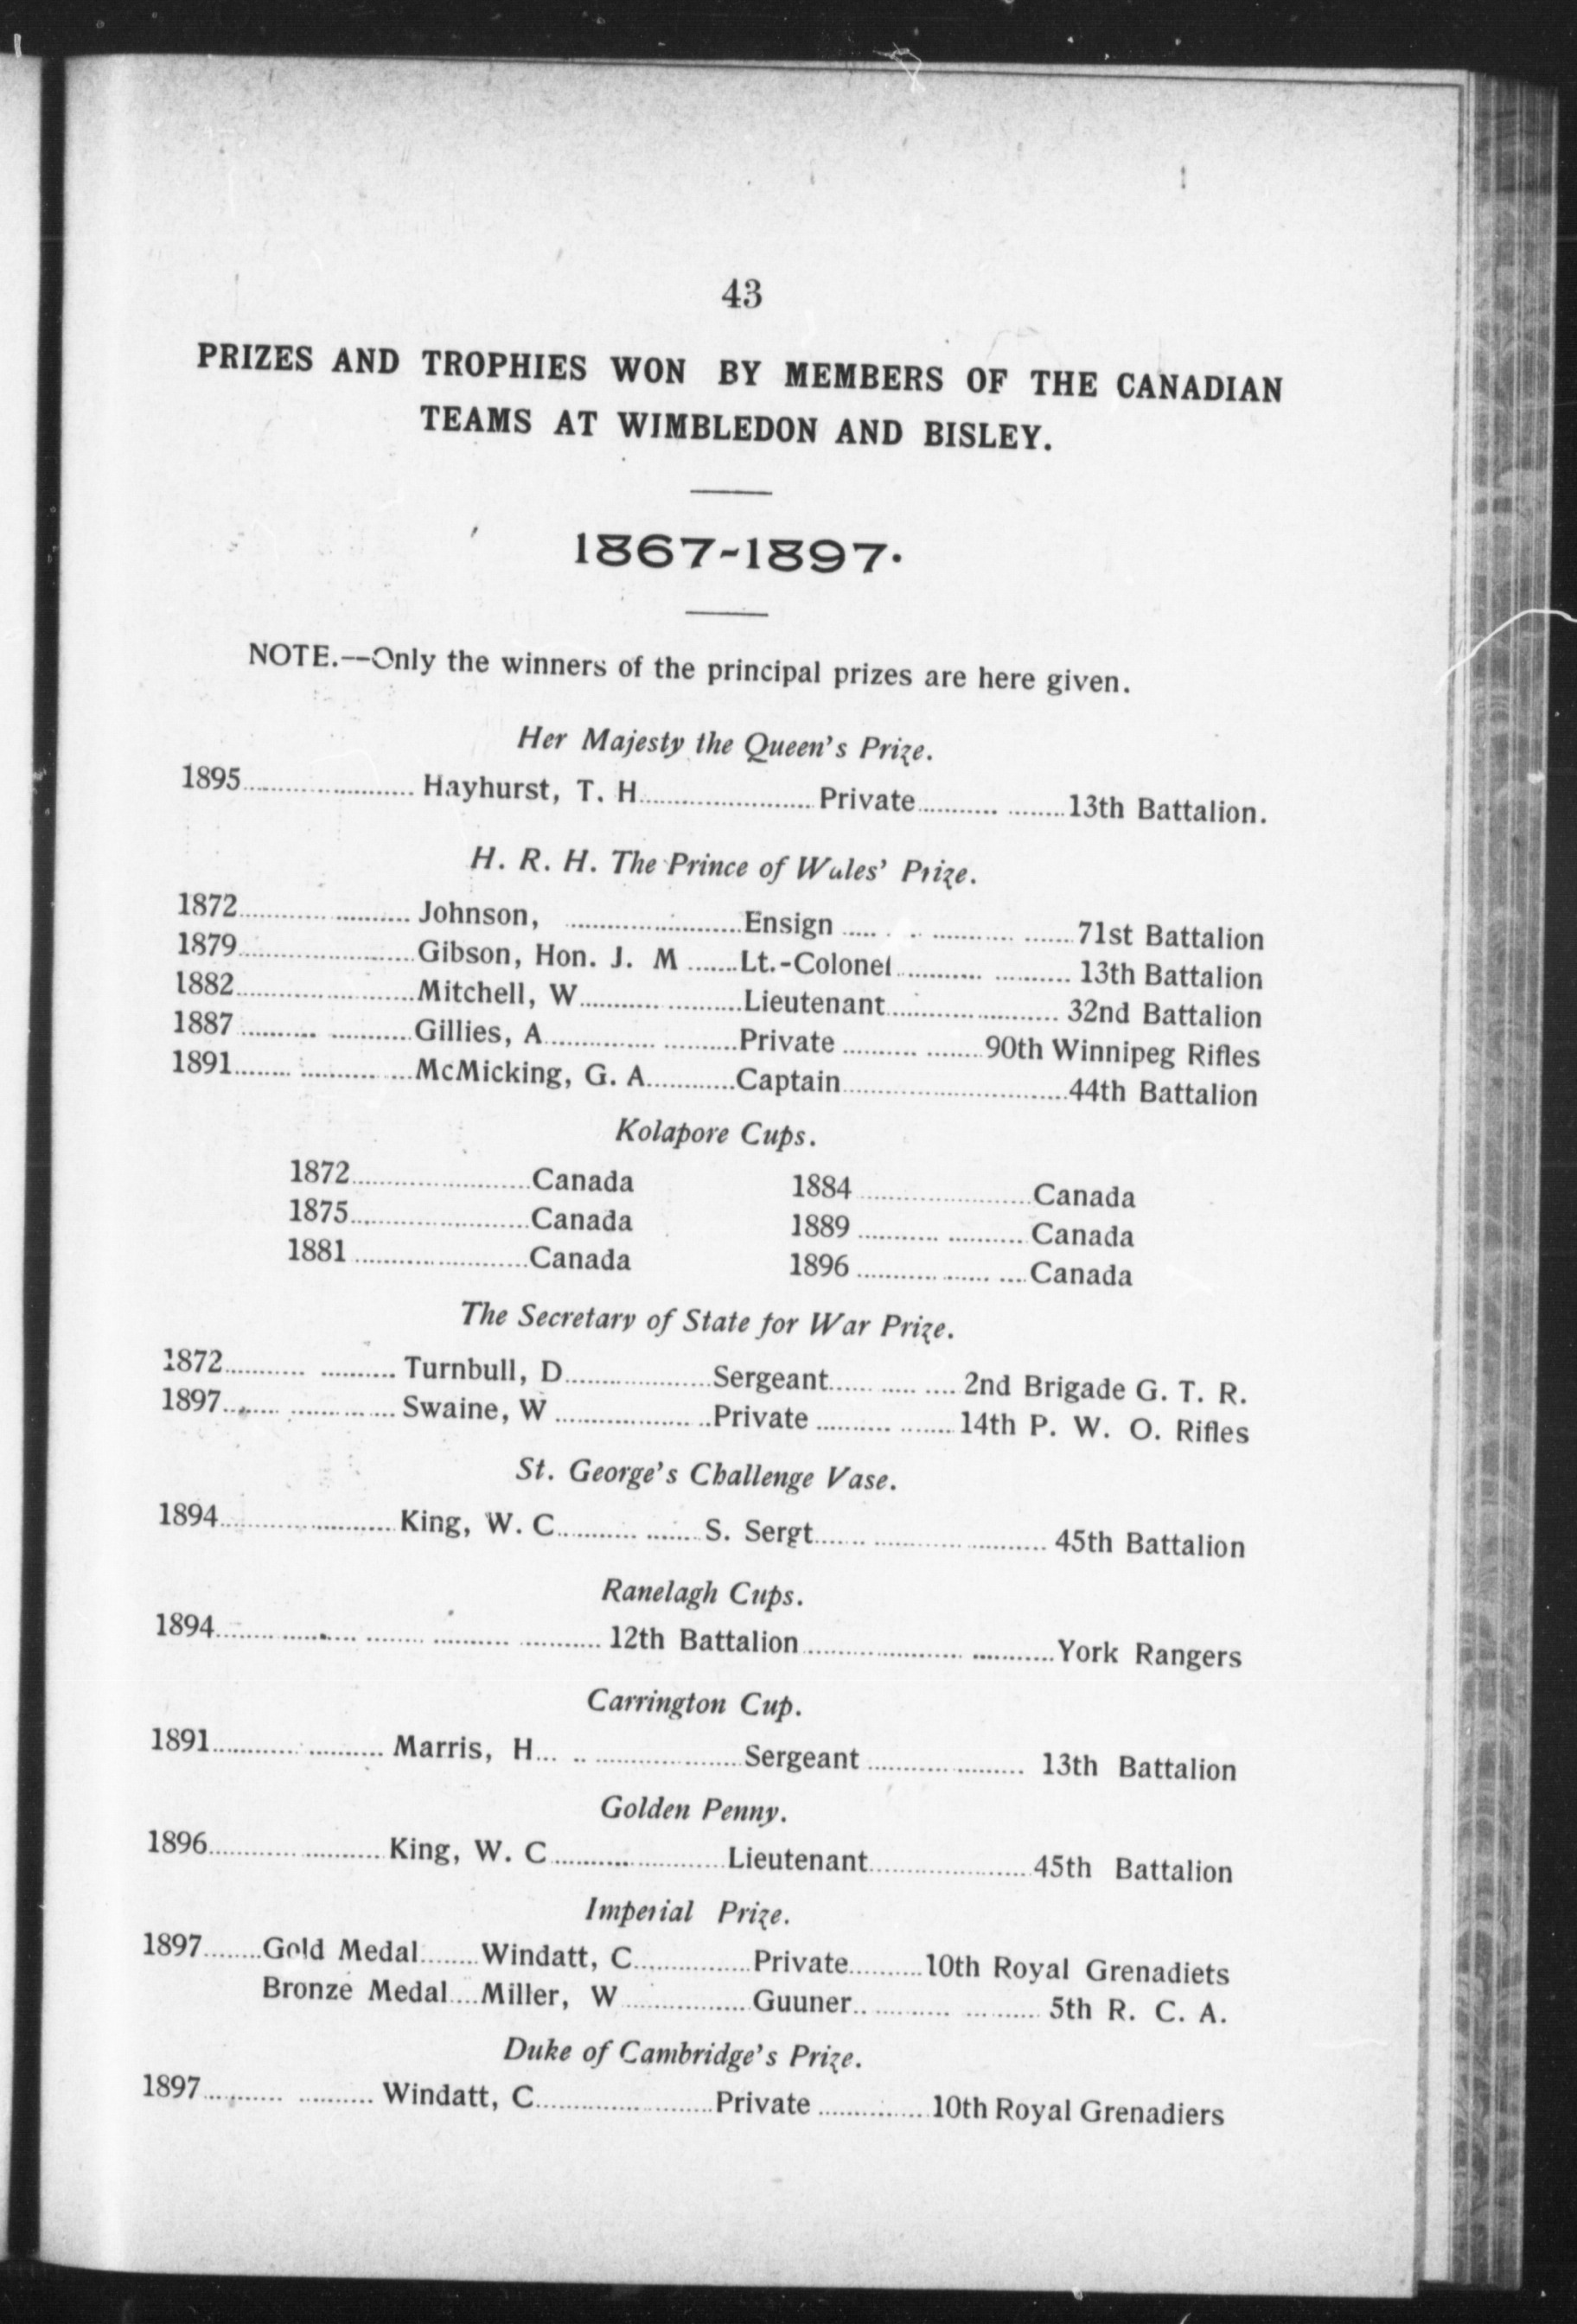 43
PRIZES AND TROPHIES WON BY MEMBERS OF THE CANADIAN
TEAMS AT WIMBLEDON AND BISLEY.
1867-1897.
NOTE.--Only the winners of the principal prizes are here given.
Her Majesty the Queen's Prize.
1895........................Hayhurst, T. H........................Private....................13th Battalion.
H. R. H. The Prince of Wales' Prize.
1872........................Johnson, ........................Ensign ........................71st Battalion
1879........................Gibson, Hon. J. M .......Lt.-Colonel........................13th Battalion
1882........................Mitchell, W........................Lieutenant........................32nd Battalion
1887........................Gillies, A........................Private....................90th Winnipeg Rifles
1891........................McMicking, G. A............Captain..............................44th Battalion
Kolapore Cups.
1872........................Canada 1884........................Canada
1875........................Canada 1889........................Canada
1881........................Canada 1896........................Canada
The Secretary of State for War Prize.
1872........................Turnbull, D....................Sergeant..................2nd Brigade G. T. R.
1897........................Swaine, W ......................Private...................14th P. W. O. Rifles
St. George's Challenge Vase.
1894........................King, W. C....................S. Sergt..............................45th Battalion
Ranelagh Cups.
1894..................................................12th Battalion..................................York Rangers
Carrington Cup.
1891........................Marris, H............................Sergeant......................13th Battalion
Golden Penny.
1896........................King, W. C........................Lieutenant......................45th Battalion
Imperial Prize.
1897........Gold Medal........Windatt, C................Private..........10th Royal Grenadiets
Bronze Medal....Miller, W .................Guuner.........................5th R. C. A.
Duke of Cambridge's Prize.
1897........................Windatt, C........................Private...............10th Royal Grenadiers